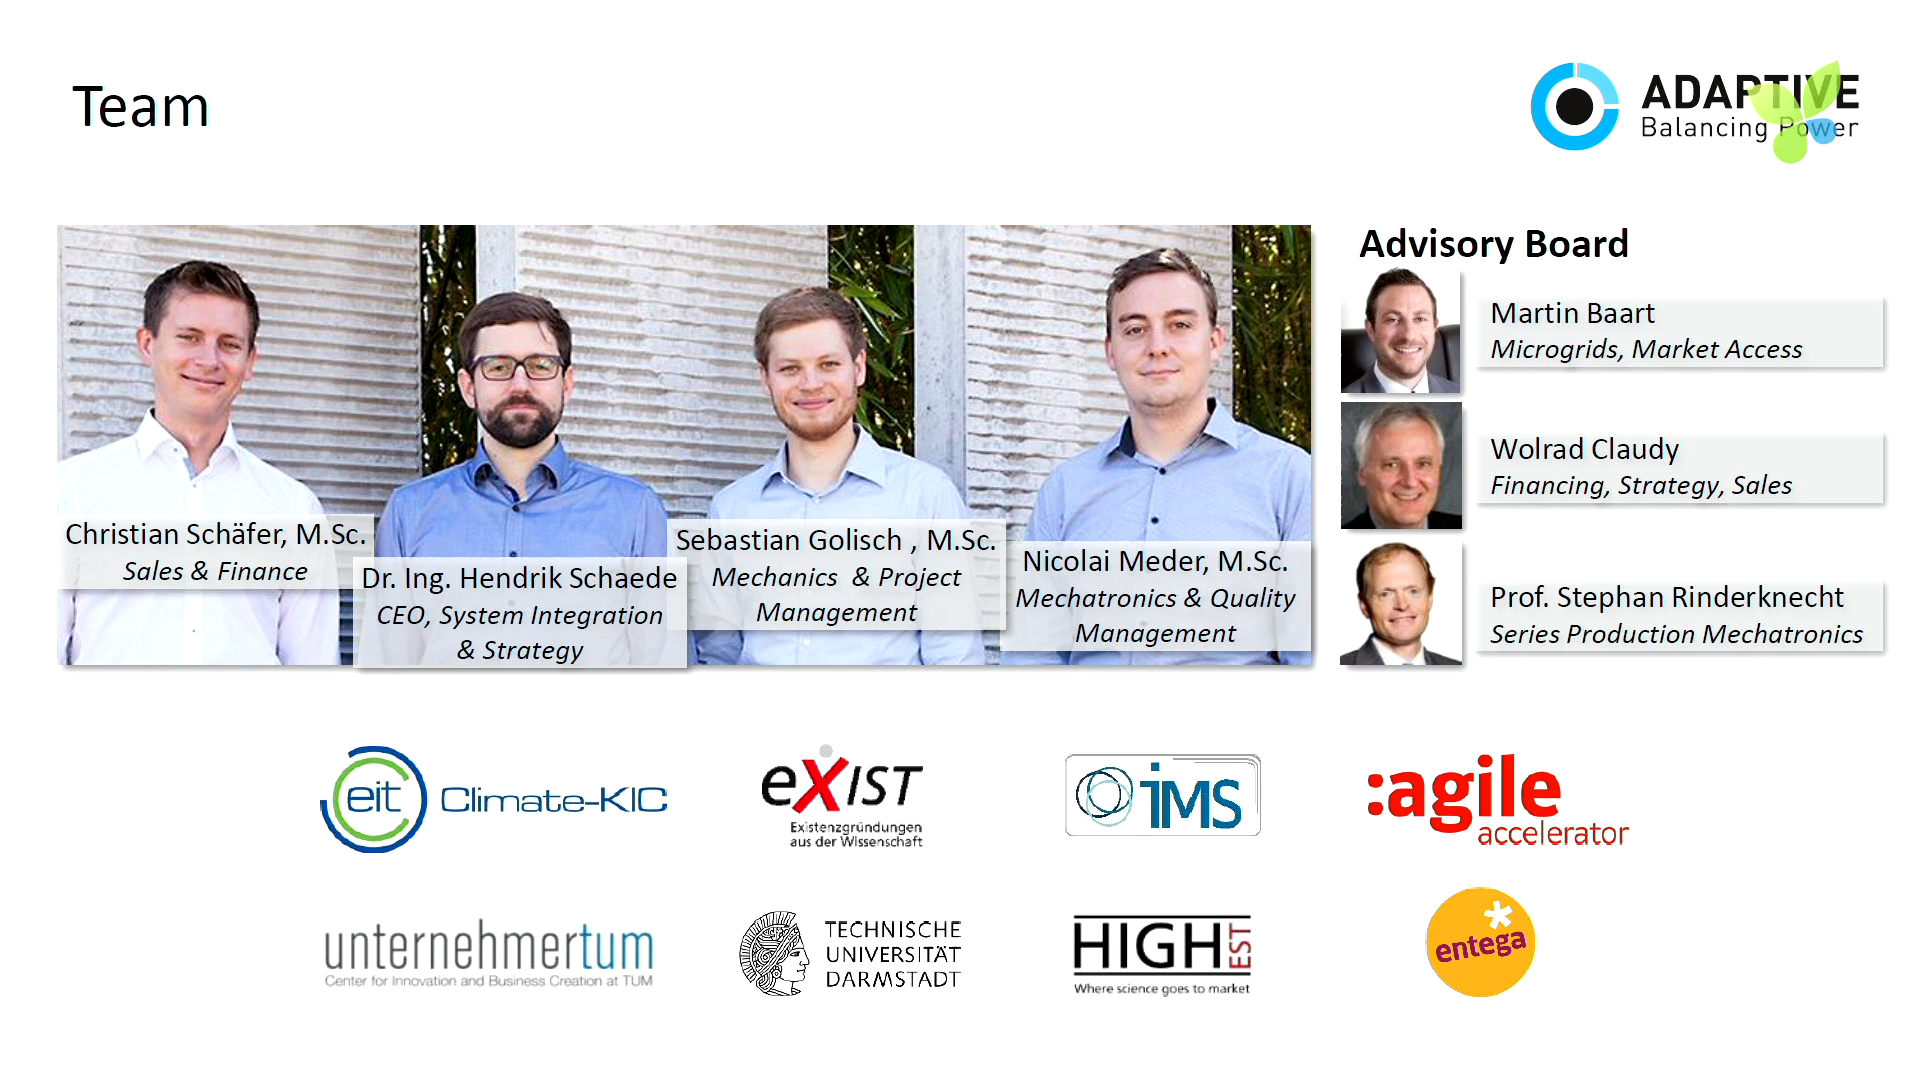 Team
ADAPTIVE
Balancing Power
Christian Schäfer, M.Sc.
Sales & Finance
Dr. Ing. Hendrik Schaede
CEO, System Integration
& Strategy
Sebastian Golisch , M.Sc.
Mechanics & Project
Management
Nicolai Meder, M.Sc.
Mechatronics & Quality
Management
Advisory Board
Martin Baart
Microgrids, Market Access
Wolrad Claudy
Financing, Strategy, Sales
Prof. Stephan Rinderknecht
Series Production Mechatronics
eit Climate-KIC
eXIST
Existenzgründungen
aus der Wissenschaft
iMS
:agile
accelerator
unternehmertum
Center for Innovation and Business Creation at TUM
TECHNISCHE
UNIVERSITÄT
DARMSTADT
HIGHEST
Where science goes to market
entega